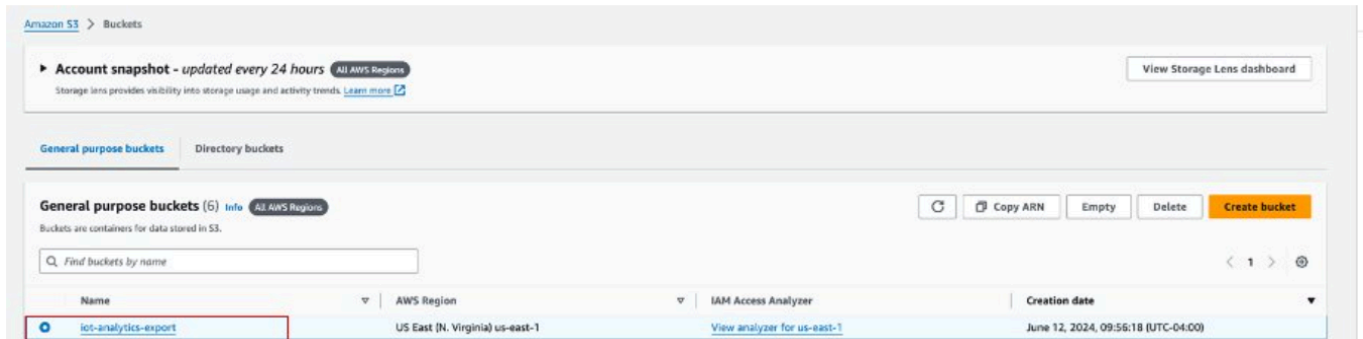 Amazon S3 > Buckets
Account snapshot - updated every 24 hours All AWS Regions
View Storage Lens dashboard
Storage lens provides visibility into storage usage and activity trends. Learn more
General purpose buckets Directory buckets
General purpose buckets (6) Info All AWS Regions
Copy ARN Empty Delete Create bucket
Buckets are containers for data stored in S3.
Find buckets by name
< 1 >
Name AWS Region IAM Access Analyzer Creation date
iot-analytics-export US East (N. Virginia) us-east-1 View analyzer for us-east-1 June 12, 2024, 09:56:18 (UTC-04:00)